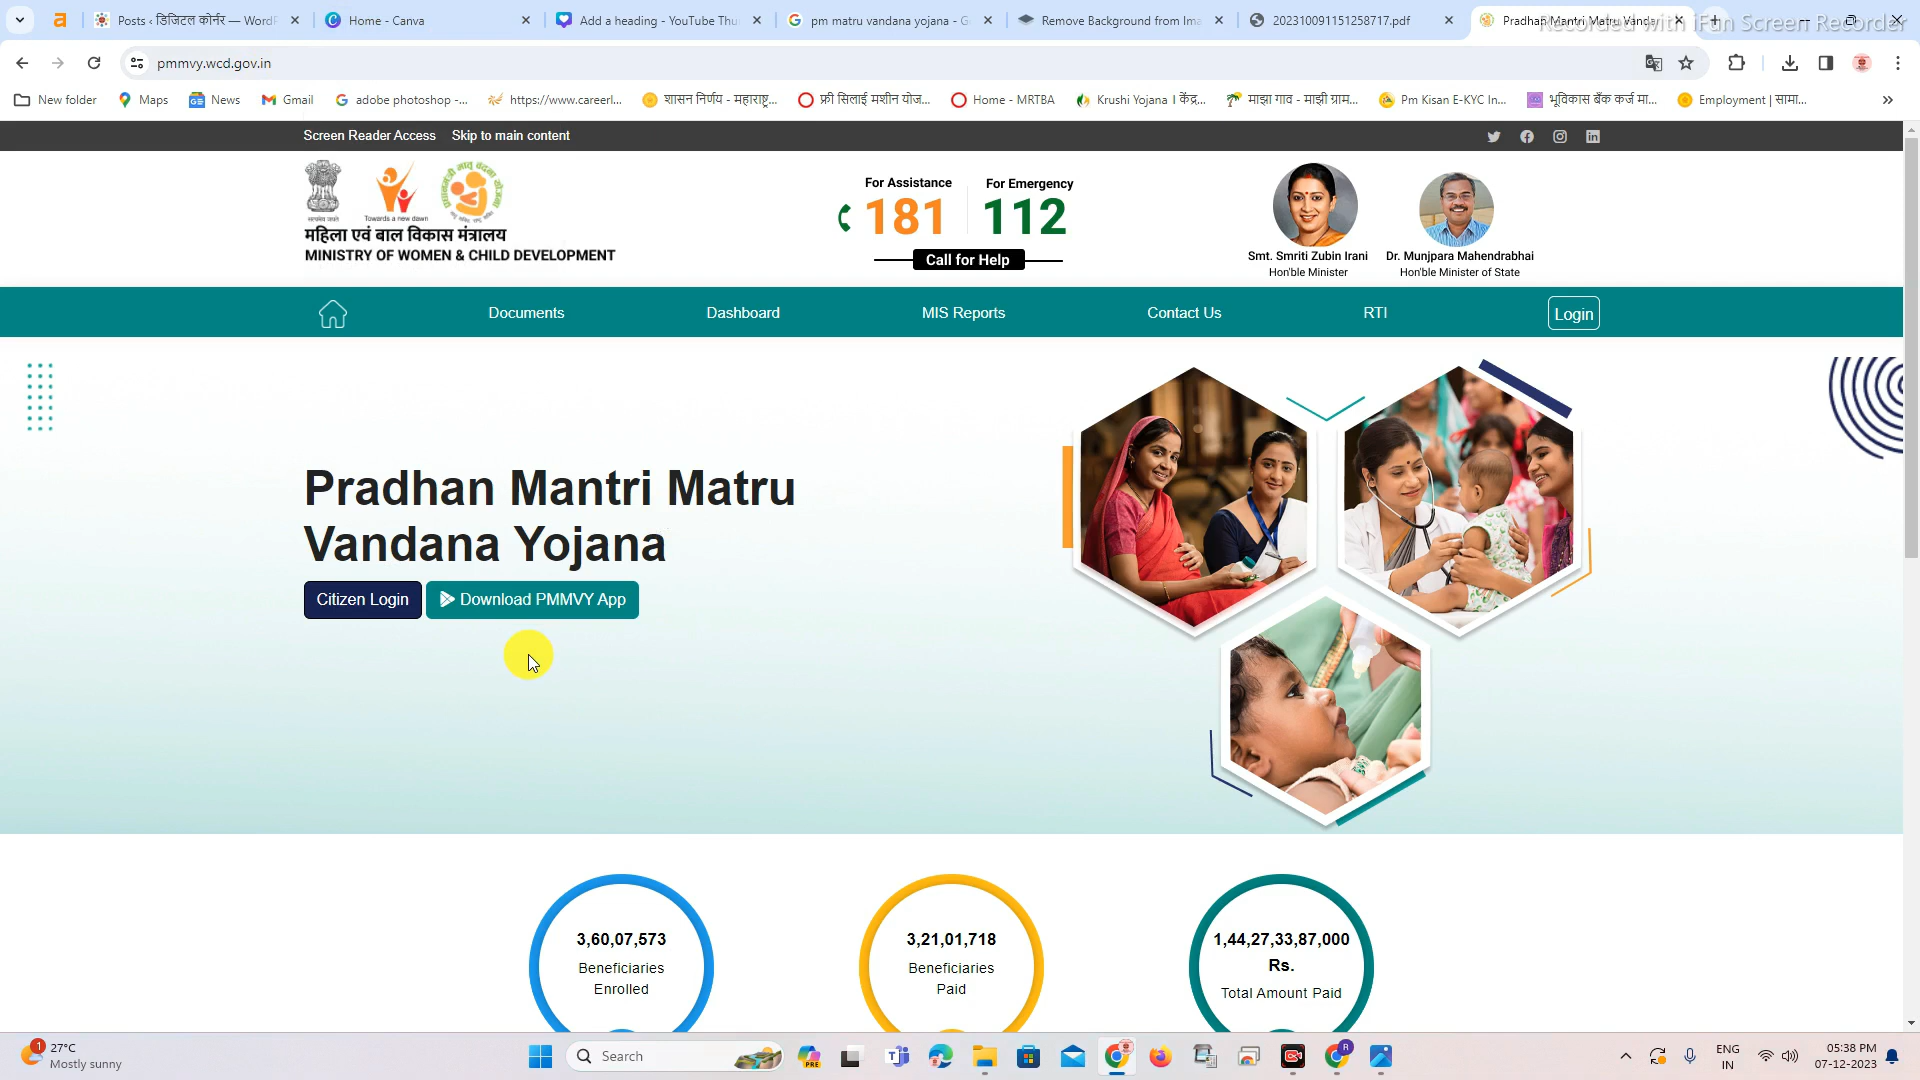 Posts ‹ डिजिटल कॉर्नर — WordP
Home - Canva
Add a heading - YouTube Thu
pm matru vandana yojana - G
Remove Background from Ima
202310091151258717.pdf
Pradhan Mantri Matru Vanda
Recorded with iFun Screen Recorder
pmmvy.wcd.gov.in
New folder
Maps
News
Gmail
adobe photoshop -...
https://www.careerl...
शासन निर्णय - महाराष्ट्र...
फ्री सिलाई मशीन योज...
Home - MRTBA
Krushi Yojana । केंद्र...
माझा गाव - माझी ग्राम...
Pm Kisan E-KYC In...
भूविकास बँक कर्ज मा...
Employment | सामा...
Screen Reader Access
Skip to main content
Towards a new dawn
महिला एवं बाल विकास मंत्रालय
MINISTRY OF WOMEN & CHILD DEVELOPMENT
For Assistance
181
For Emergency
112
Call for Help
Smt. Smriti Zubin Irani
Hon'ble Minister
Dr. Munjpara Mahendrabhai
Hon'ble Minister of State
Documents
Dashboard
MIS Reports
Contact Us
RTI
Login
Pradhan Mantri Matru
Vandana Yojana
Citizen Login
Download PMMVY App
3,60,07,573
Beneficiaries
Enrolled
3,21,01,718
Beneficiaries
Paid
1,44,27,33,87,000
Rs.
Total Amount Paid
1
27°C
Mostly sunny
Search
PRE
R
ENG
IN
05:38 PM
07-12-2023